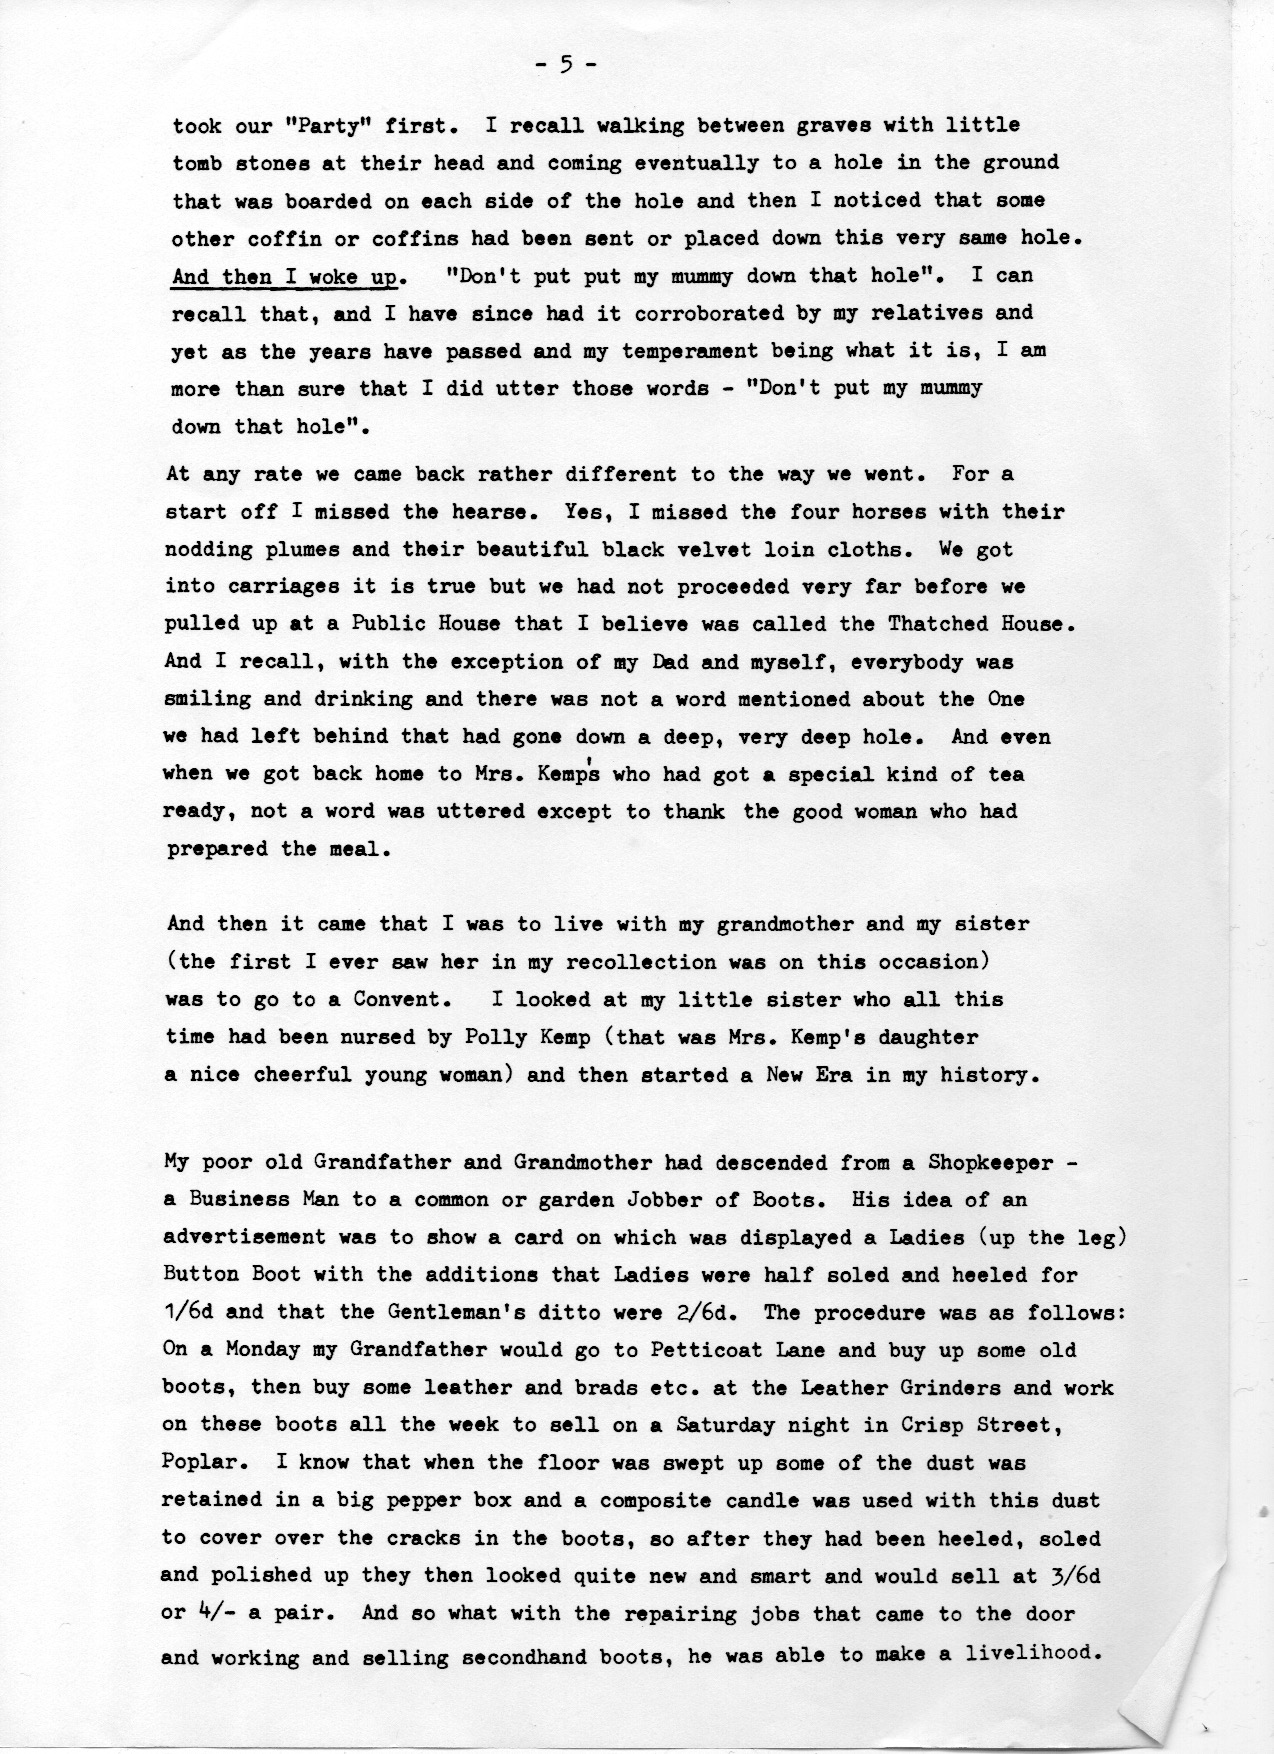 - 5 -
took our "Party" first. I recall walking between graves with little
tomb stones at their head and coming eventually to a hole in the ground
that was boarded on each side of the hole and then I noticed that some
other coffin or coffins had been sent or placed down this very same hole.
And then I woke up. "Don't put put my mummy down that hole". I can
recall that, and I have since had it corroborated by my relatives and
yet as the years have passed and my temperament being what it is, I am
more than sure that I did utter those words - "Don't put my mummy
down that hole".
At any rate we came back rather different to the way we went. For a
start off I missed the hearse. Yes, I missed the four horses with their
nodding plumes and their beautiful black velvet loin cloths. We got
into carriages it is true but we had not proceeded very far before we
pulled up at a Public House that I believe was called the Thatched House.
And I recall, with the exception of my Dad and myself, everybody was
smiling and drinking and there was not a word mentioned about the One
we had left behind that had gone down a deep, very deep hole. And even
when we got back home to Mrs. Kemp's who had got a special kind of tea
ready, not a word was uttered except to thank the good woman who had
prepared the meal.
And then it came that I was to live with my grandmother and my sister
(the first I ever saw her in my recollection was on this occasion)
was to go to a Convent. I looked at my little sister who all this
time had been nursed by Polly Kemp (that was Mrs. Kemp's daughter
a nice cheerful young woman) and then started a New Era in my history.
My poor old Grandfather and Grandmother had descended from a Shopkeeper -
a Business Man to a common or garden Jobber of Boots. His idea of an
advertisement was to show a card on which was displayed a Ladies (up the leg)
Button Boot with the additions that Ladies were half soled and heeled for
1/6d and that the Gentleman's ditto were 2/6d. The procedure was as follows:
On a Monday my Grandfather would go to Petticoat Lane and buy up some old
boots, then buy some leather and brads etc. at the Leather Grinders and work
on these boots all the week to sell on a Saturday night in Crisp Street,
Poplar. I know that when the floor was swept up some of the dust was
retained in a big pepper box and a composite candle was used with this dust
to cover over the cracks in the boots, so after they had been heeled, soled
and polished up they then looked quite new and smart and would sell at 3/6d
or 4/- a pair. And so what with the repairing jobs that came to the door
and working and selling secondhand boots, he was able to make a livelihood.